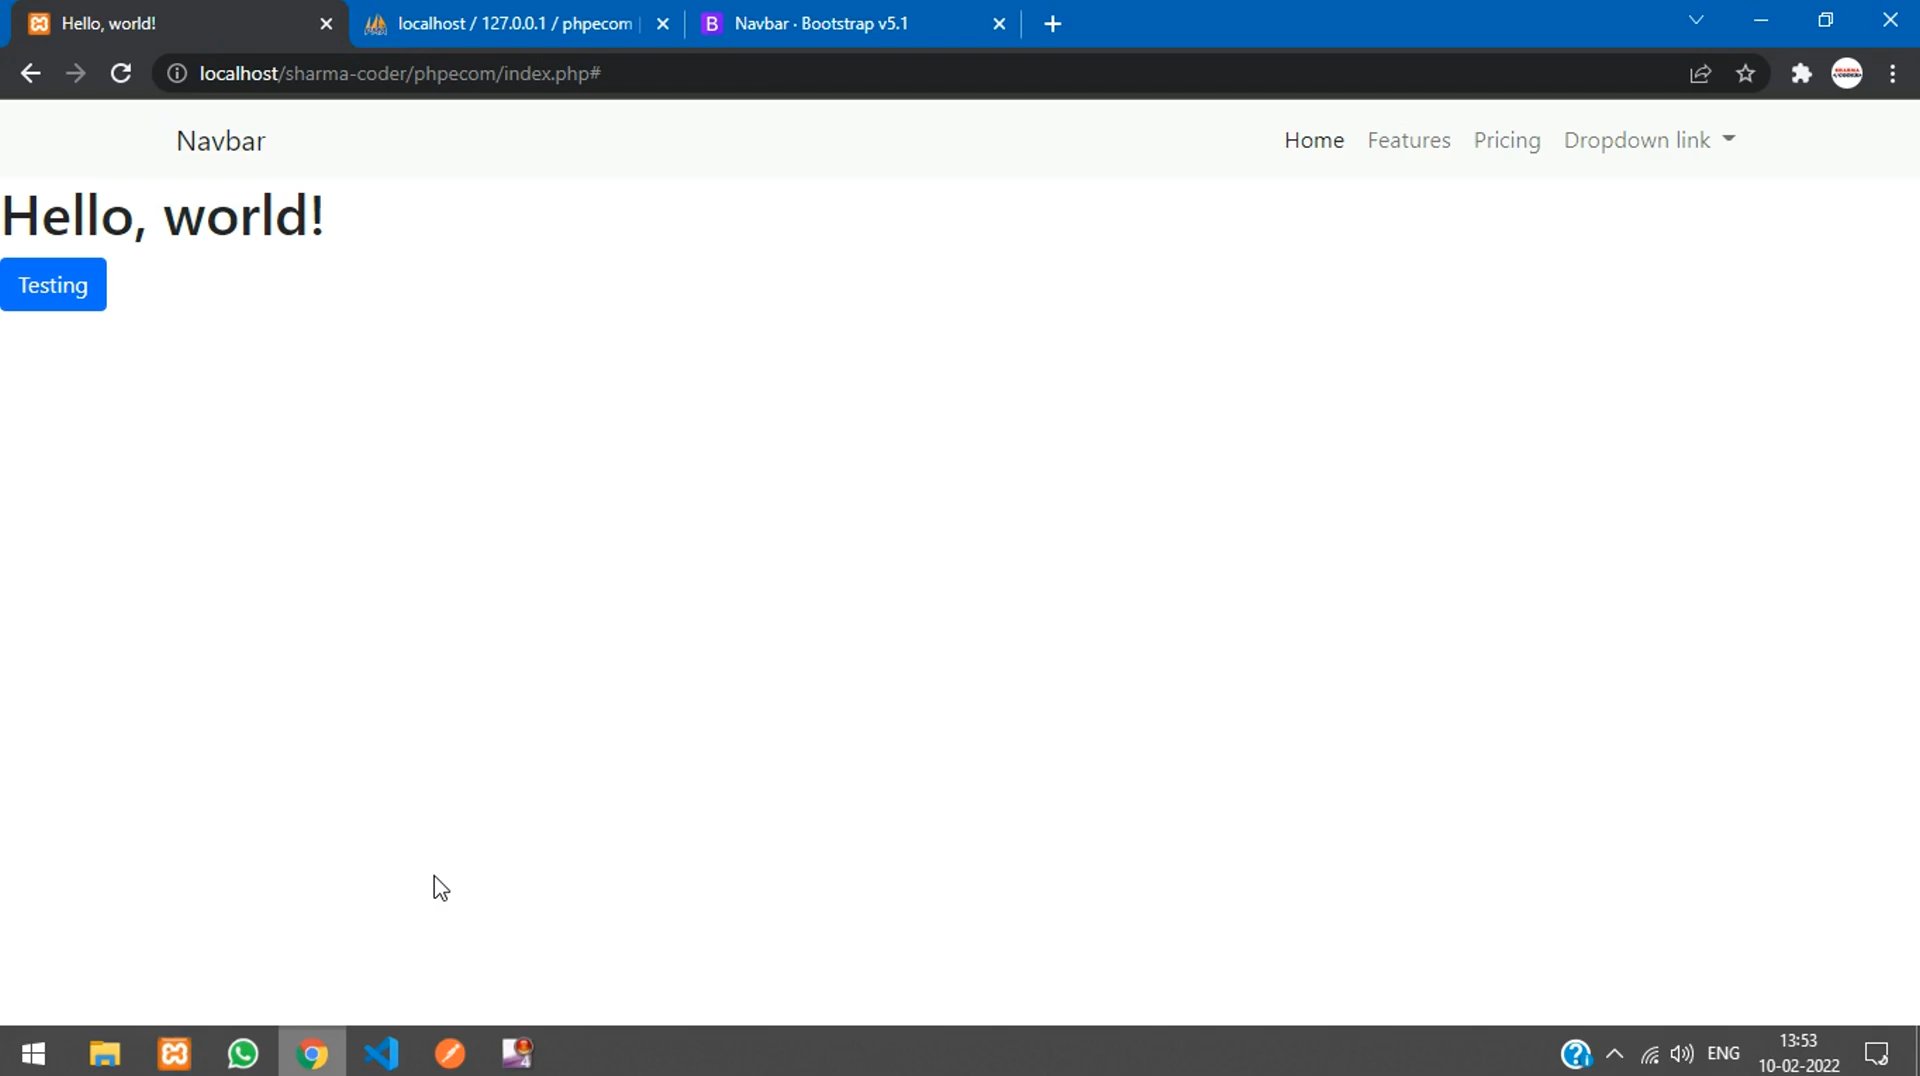 Hello, world!
localhost / 127.0.0.1 / phpecom
B Navbar · Bootstrap v5.1
localhost/sharma-coder/phpecom/index.php#
Navbar
Home Features Pricing Dropdown link
Hello, world!
Testing
ENG
13:53
10-02-2022